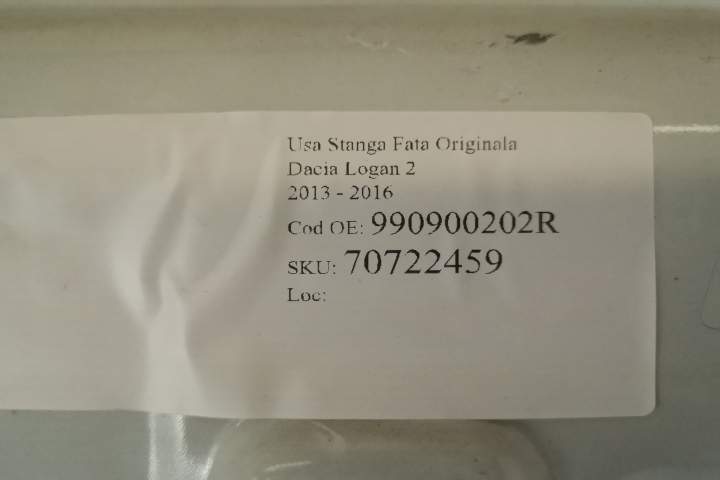 Usa Stanga Fata Originala
Dacia Logan 2
2013 - 2016
Cod OE: 990900202R
SKU: 70722459
Loc: